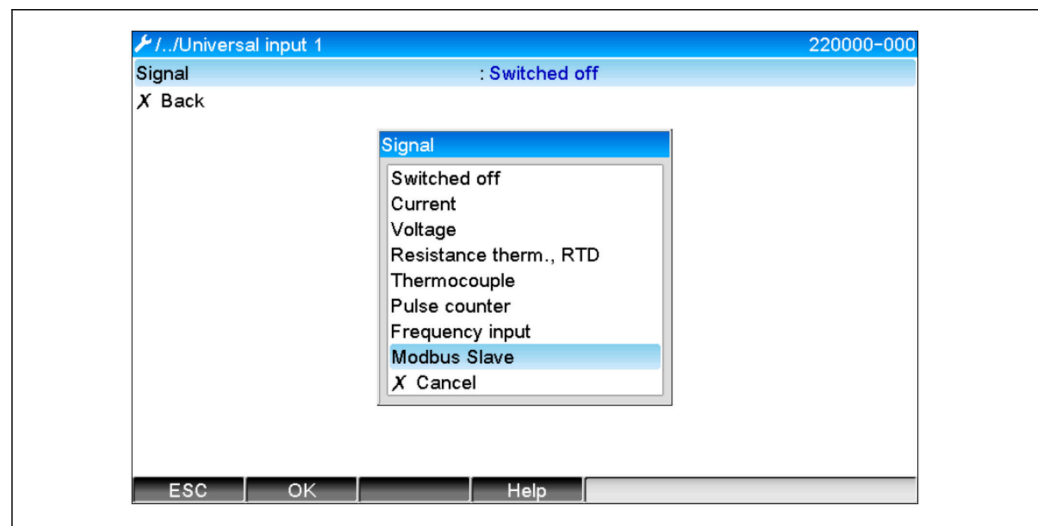 /../Universal input 1 220000-000
Signal : Switched off
X Back
Signal
Switched off
Current
Voltage
Resistance therm., RTD
Thermocouple
Pulse counter
Frequency input
Modbus Slave
X Cancel
ESC OK Help